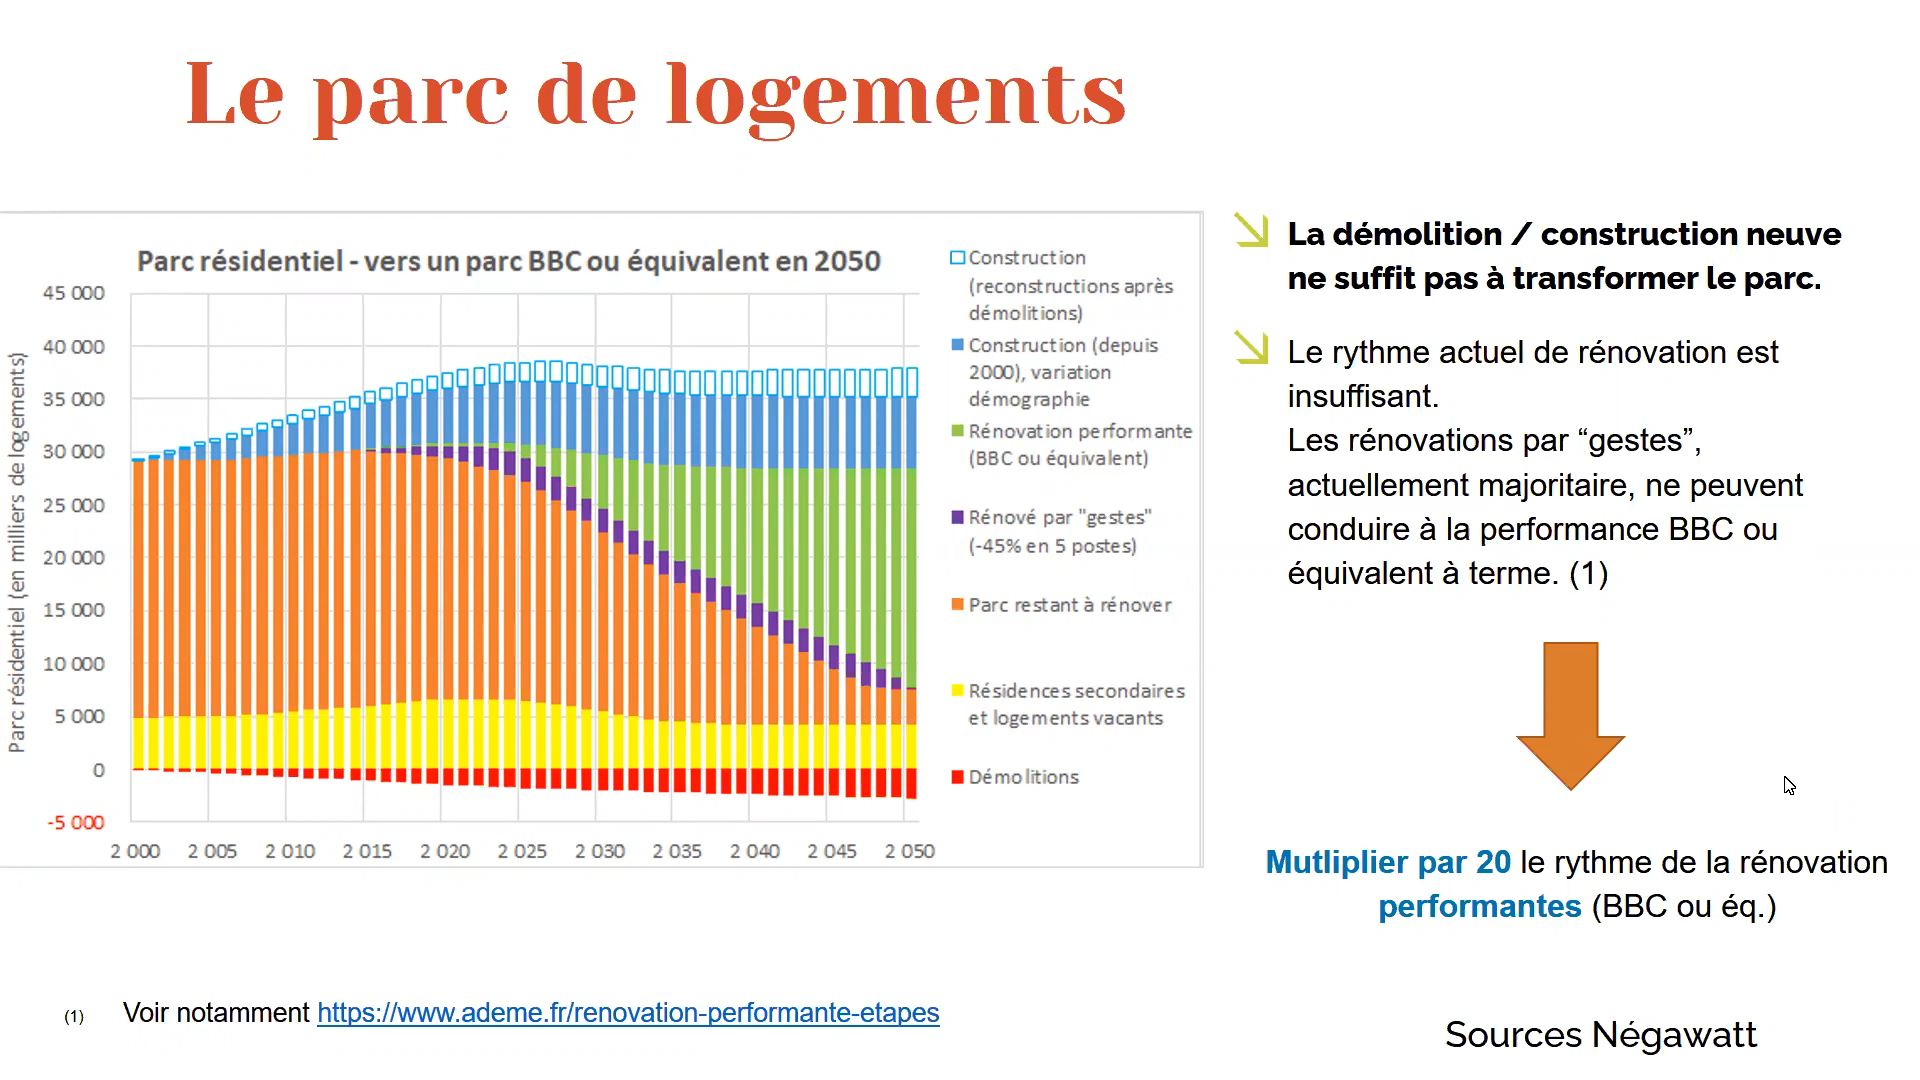 Le parc de logements
Parc résidentiel - vers un parc BBC ou équivalent en 2050
Parc résidentiel (en milliers de logements)
45 000
40 000
35 000
30 000
25 000
20 000
15 000
10 000
5 000
0
-5 000
2 000 2 005 2 010 2 015 2 020 2 025 2 030 2 035 2 040 2 045 2 050
Construction
(reconstructions après
démolitions)
Construction (depuis
2000), variation
démographie
Rénovation performante
(BBC ou équivalent)
Rénové par "gestes"
(-45% en 5 postes)
Parc restant à rénover
Résidences secondaires
et logements vacants
Démolitions
La démolition / construction neuve
ne suffit pas à transformer le parc.
Le rythme actuel de rénovation est
insuffisant.
Les rénovations par “gestes”,
actuellement majoritaire, ne peuvent
conduire à la performance BBC ou
équivalent à terme. (1)
Mutliplier par 20 le rythme de la rénovation
performantes (BBC ou éq.)
(1) Voir notamment https://www.ademe.fr/renovation-performante-etapes
Sources Négawatt